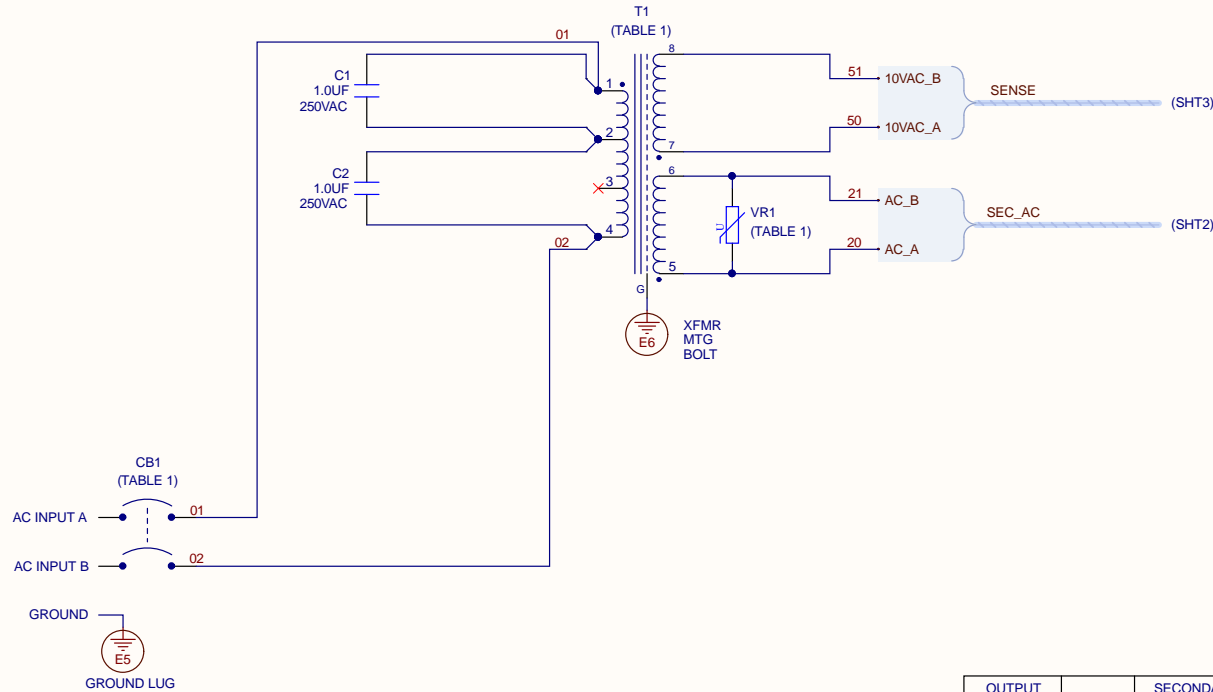 T1
(TABLE 1)
01
8
C1
1.0UF
250VAC
1
51
10VAC_B
SENSE
(SHT3)
2
50
10VAC_A
7
C2
1.0UF
250VAC
3
6
21
AC_B
VR1
(TABLE 1)
U
SEC_AC
(SHT2)
4
02
20
AC_A
5
G
E6
XFMR
MTG
BOLT
CB1
(TABLE 1)
AC INPUT A
01
AC INPUT B
02
GROUND
E5
GROUND LUG
OUTPUT